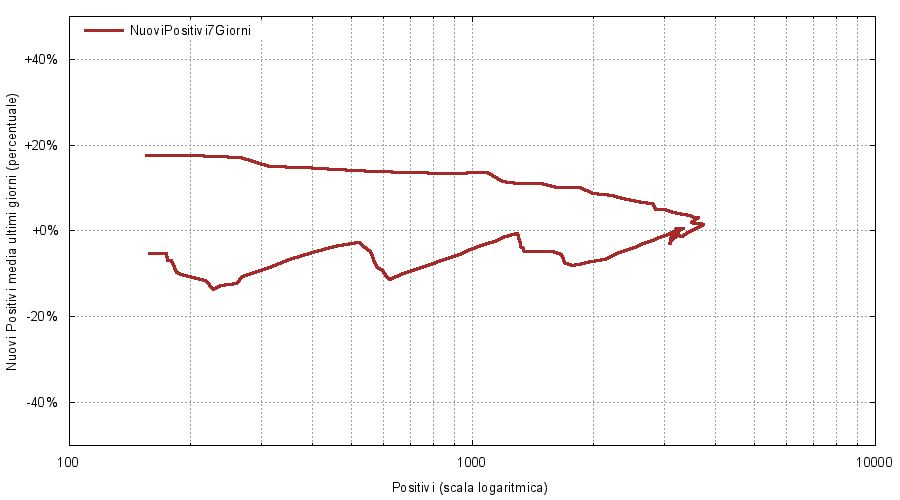 NuoviPositivi7Giorni
+40%
+20%
+0%
-20%
-40%
Nuovi Positivi media ultimi giorni (percentuale)
100
1000
10000
Positivi (scala logaritmica)